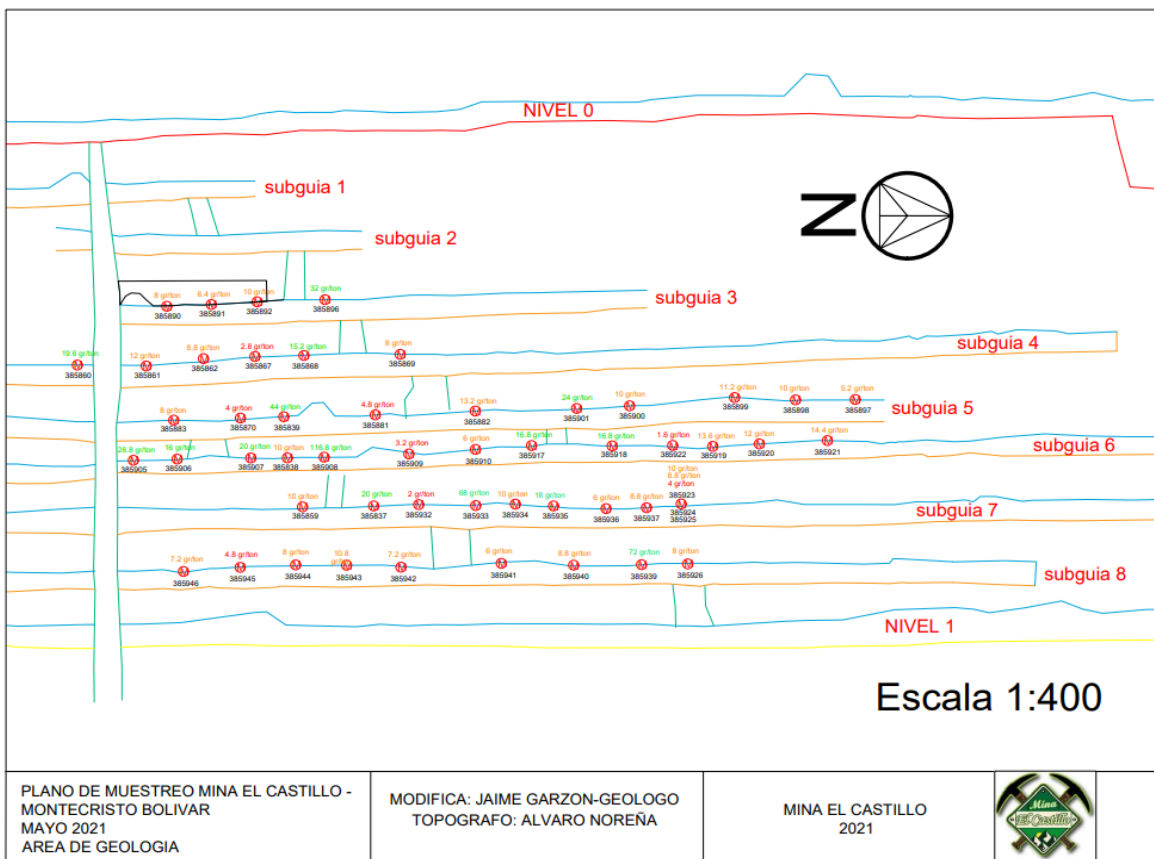 NIVEL 0
subguia 1
subguia 2
N
8 gr/ton 6.4 gr/ton 10 gr/ton 32 gr/ton
385890 385891 385892 385896
subguia 3
19.6 gr/ton 12 gr/ton 8.8 gr/ton 2.8 gr/ton 15.2 gr/ton 8 gr/ton
385860 385861 385862 385867 385868 385869
subguia 4
8 gr/ton 4 gr/ton 44 gr/ton 4.8 gr/ton 13.2 gr/ton 24 gr/ton 10 gr/ton 11.2 gr/ton 10 gr/ton 5.2 gr/ton
385883 385870 385839 385881 385882 385901 385900 385899 385898 385897
subguia 5
28.8 gr/ton 16 gr/ton 20 gr/ton 10 gr/ton 116.8 gr/ton 3.2 gr/ton 6 gr/ton 16.8 gr/ton 16.8 gr/ton 1.6 gr/ton 13.6 gr/ton 12 gr/ton 14.4 gr/ton
385905 385906 385907 385838 385908 385909 385910 385917 385918 385922 385919 385920 385921
subguia 6
10 gr/ton
8.8 gr/ton
10 gr/ton 20 gr/ton 2 gr/ton 68 gr/ton 10 gr/ton 18 gr/ton 6 gr/ton 8.8 gr/ton 4 gr/ton
385859 385837 385932 385933 385934 385935 385936 385937 385923
385924
385925
subguia 7
7.2 gr/ton 4.8 gr/ton 8 gr/ton 10.8 gr/ton 7.2 gr/ton 6 gr/ton 8.8 gr/ton 72 gr/ton 8 gr/ton
385946 385945 385944 385943 385942 385941 385940 385939 385926
subguia 8
NIVEL 1
Escala 1:400
PLANO DE MUESTREO MINA EL CASTILLO -
MONTECRISTO BOLIVAR
MAYO 2021
AREA DE GEOLOGIA
MODIFICA: JAIME GARZON-GEOLOGO
TOPOGRAFO: ALVARO NOREÑA
MINA EL CASTILLO
2021
Mina
El Castillo